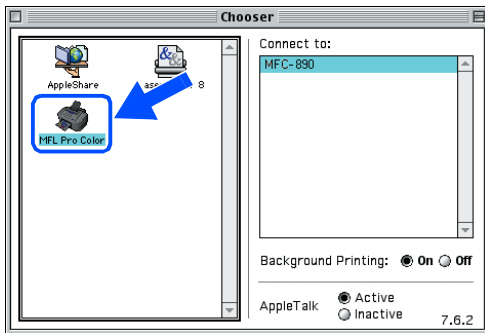 Chooser
AppleShare
8
MFL Pro Color
Connect to:
MFC-890
Background Printing: On Off
AppleTalk Active
Inactive
7.6.2